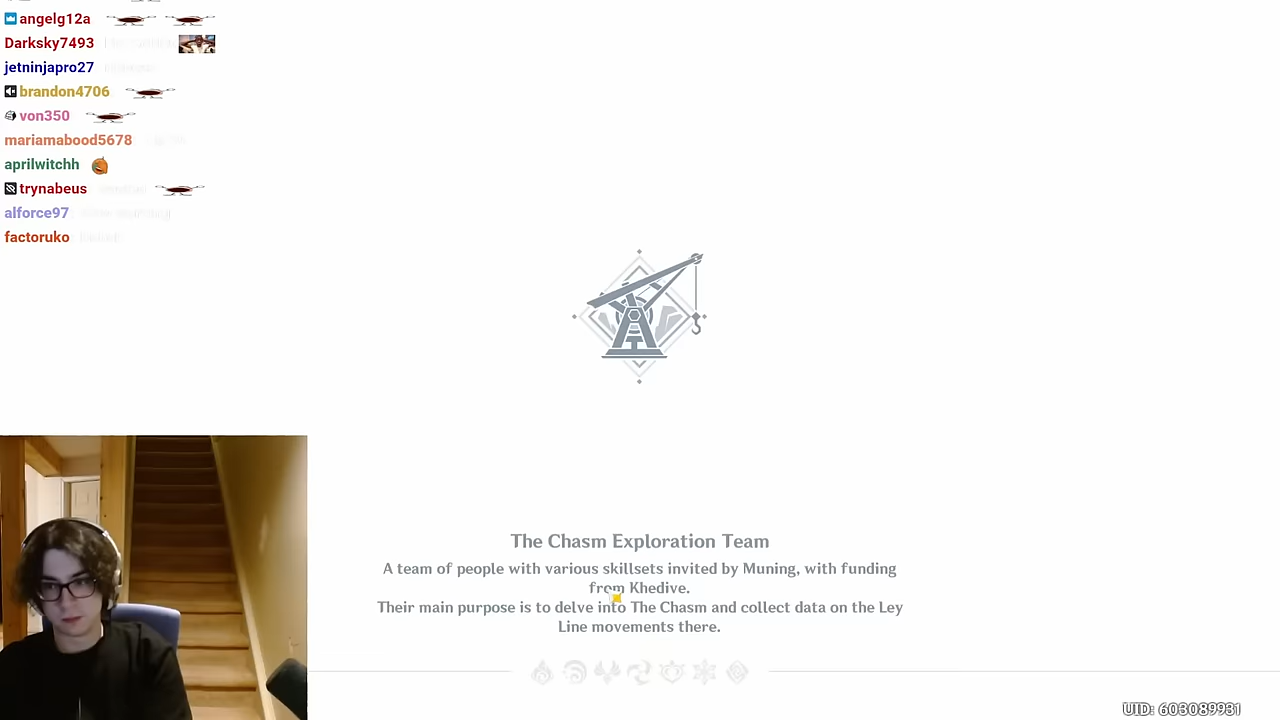 angelg12a
Darksky7493
jetninjapro27
brandon4706
von350
mariamabood5678
aprilwitchh
trynabeus
alforce97
factoruko
The Chasm Exploration Team
A team of people with various skillsets invited by Muning, with funding
from Khedive.
Their main purpose is to delve into The Chasm and collect data on the Ley
Line movements there.
UID: 603089931